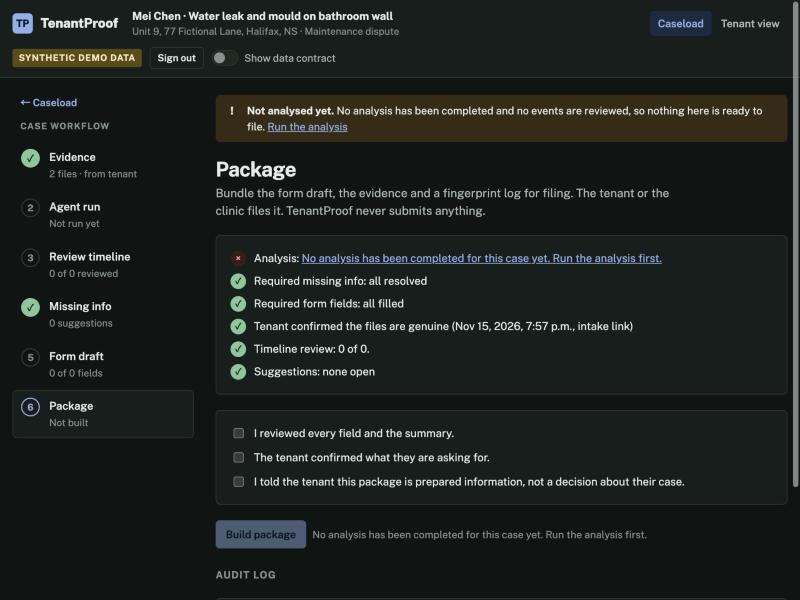 TP TenantProof
Mei Chen · Water leak and mould on bathroom wall
Unit 9, 77 Fictional Lane, Halifax, NS · Maintenance dispute
Caseload
Tenant view
SYNTHETIC DEMO DATA
Sign out
Show data contract
← Caseload
CASE WORKFLOW
✓ Evidence
2 files · from tenant
2 Agent run
Not run yet
3 Review timeline
0 of 0 reviewed
✓ Missing info
0 suggestions
5 Form draft
0 of 0 fields
6 Package
Not built
! Not analysed yet. No analysis has been completed and no events are reviewed, so nothing here is ready to
file. Run the analysis
Package
Bundle the form draft, the evidence and a fingerprint log for filing. The tenant or the
clinic files it. TenantProof never submits anything.
× Analysis: No analysis has been completed for this case yet. Run the analysis first.
✓ Required missing info: all resolved
✓ Required form fields: all filled
✓ Tenant confirmed the files are genuine (Nov 15, 2026, 7:57 p.m., intake link)
✓ Timeline review: 0 of 0.
✓ Suggestions: none open
I reviewed every field and the summary.
The tenant confirmed what they are asking for.
I told the tenant this package is prepared information, not a decision about their case.
Build package
No analysis has been completed for this case yet. Run the analysis first.
AUDIT LOG